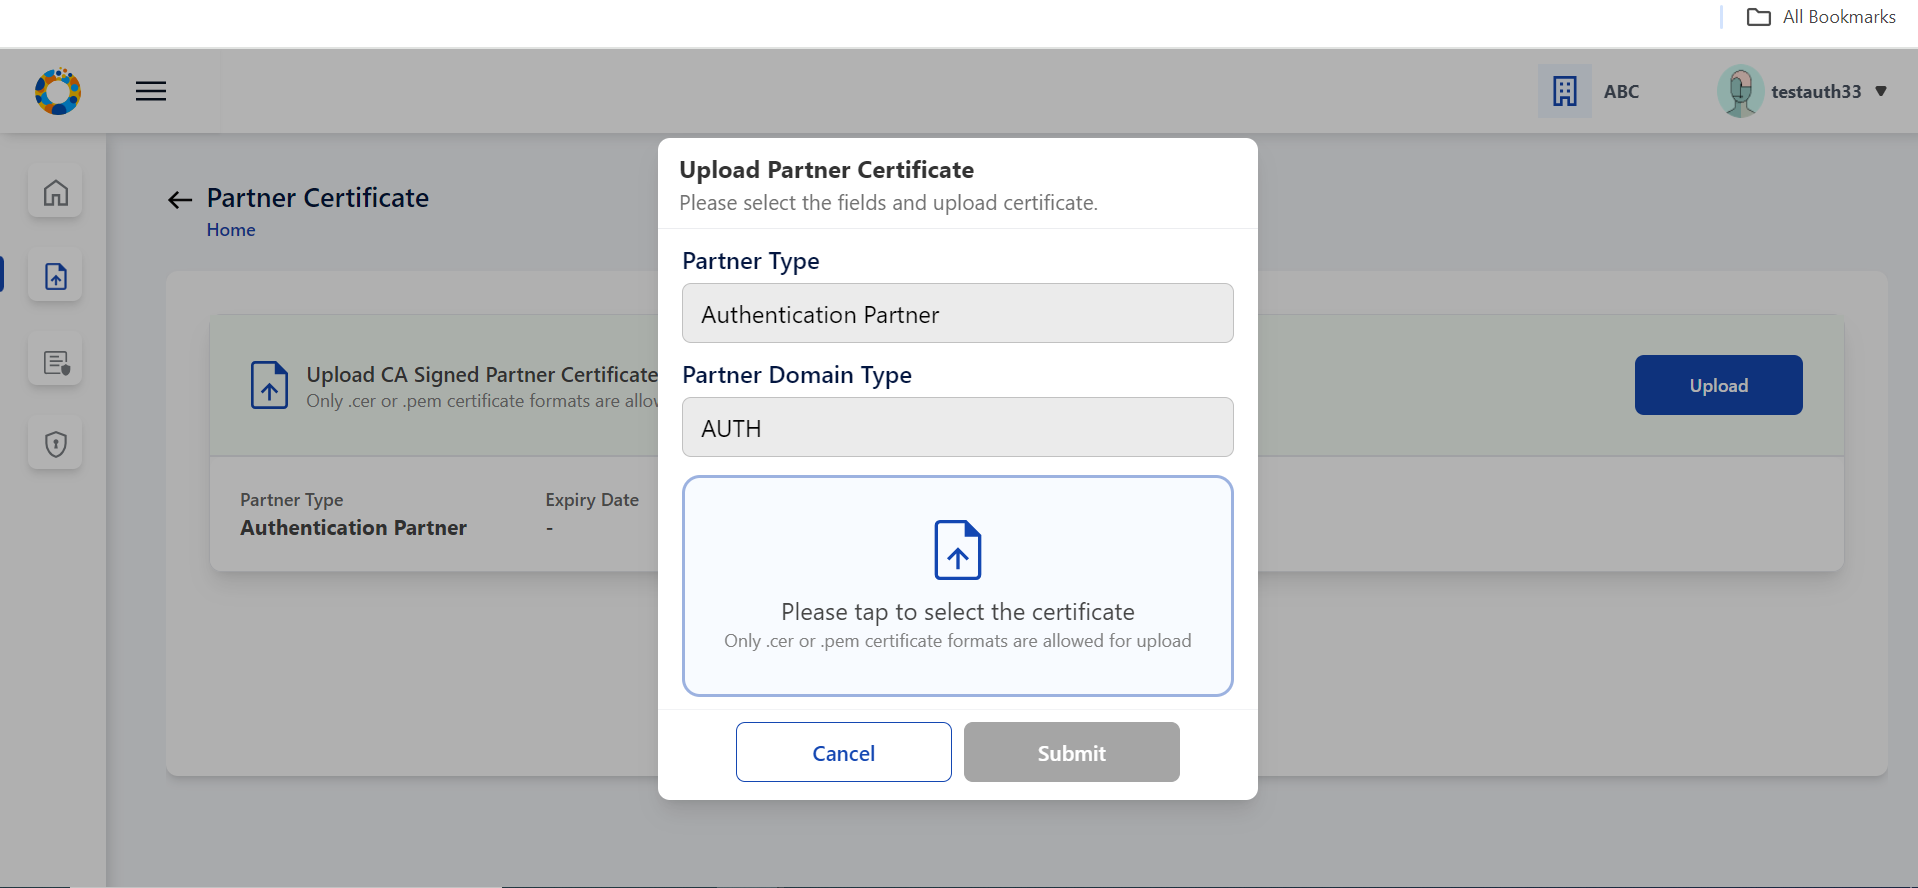 All Bookmarks
ABC
testauth33
Partner Certificate
Home
Upload CA Signed Partner Certificate
Only .cer or .pem certificate formats are
Upload
Partner Type
Authentication Partner
Expiry Date
-
Upload Partner Certificate
Please select the fields and upload certificate.
Partner Type
Authentication Partner
Partner Domain Type
AUTH
Please tap to select the certificate
Only .cer or .pem certificate formats are allowed for upload
Cancel
Submit